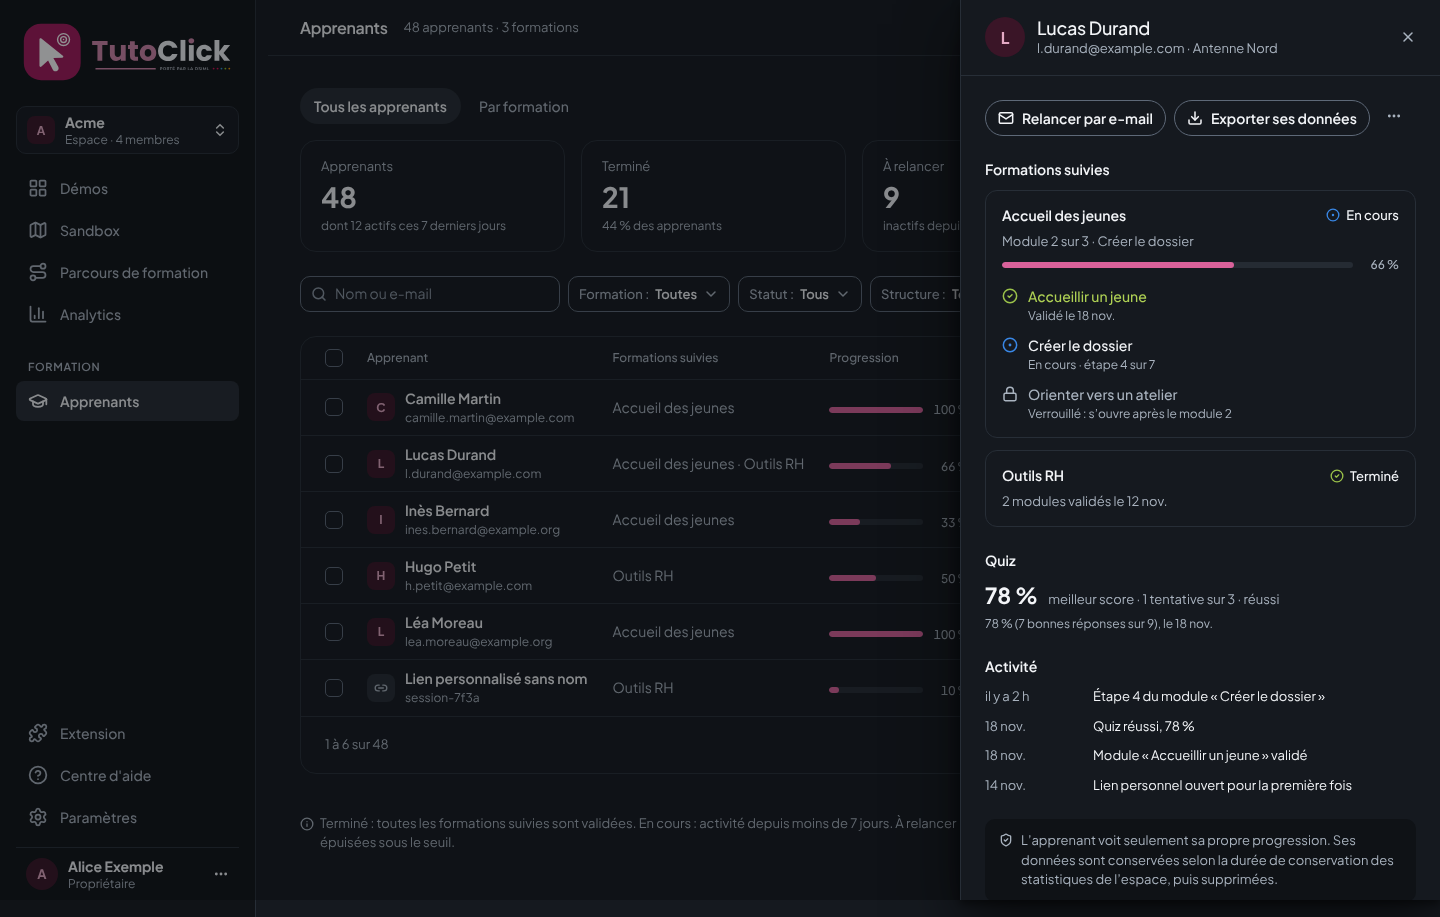 TutoClick
Acme
Espace · 4 membres
Démos
Sandbox
Parcours de formation
Analytics
FORMATION
Apprenants
Extension
Centre d'aide
Paramètres
A
Alice Exemple
Propriétaire
Apprenants 48 apprenants · 3 formations
Tous les apprenants Par formation
Apprenants
48
dont 12 actifs ces 7 derniers jours
Terminé
21
44 % des apprenants
À relancer
9
inactifs depui
Nom ou e-mail Formation : Toutes Statut : Tous Structure :
Apprenant Formations suivies Progression
C Camille Martin Accueil des jeunes 100
camille.martin@example.com
L Lucas Durand Accueil des jeunes · Outils RH 66
l.durand@example.com
I Inès Bernard Accueil des jeunes 33
ines.bernard@example.org
H Hugo Petit Outils RH 50
h.petit@example.com
L Léa Moreau Accueil des jeunes 100
lea.moreau@example.org
Lien personnalisé sans nom Outils RH 10
session-7f3a
1 à 6 sur 48
Terminé : toutes les formations suivies sont validées. En cours : activité depuis moins de 7 jours. À relancer
épuisées sous le seuil.
L
Lucas Durand
l.durand@example.com · Antenne Nord
Relancer par e-mail Exporter ses données
Formations suivies
Accueil des jeunes En cours
Module 2 sur 3 · Créer le dossier
66 %
Accueillir un jeune
Validé le 18 nov.
Créer le dossier
En cours · étape 4 sur 7
Orienter vers un atelier
Verrouillé : s'ouvre après le module 2
Outils RH Terminé
2 modules validés le 12 nov.
Quiz
78 % meilleur score · 1 tentative sur 3 · réussi
78 % (7 bonnes réponses sur 9), le 18 nov.
Activité
il y a 2 h Étape 4 du module « Créer le dossier »
18 nov. Quiz réussi, 78 %
18 nov. Module « Accueillir un jeune » validé
14 nov. Lien personnel ouvert pour la première fois
L'apprenant voit seulement sa propre progression. Ses
données sont conservées selon la durée de conservation des
statistiques de l'espace, puis supprimées.